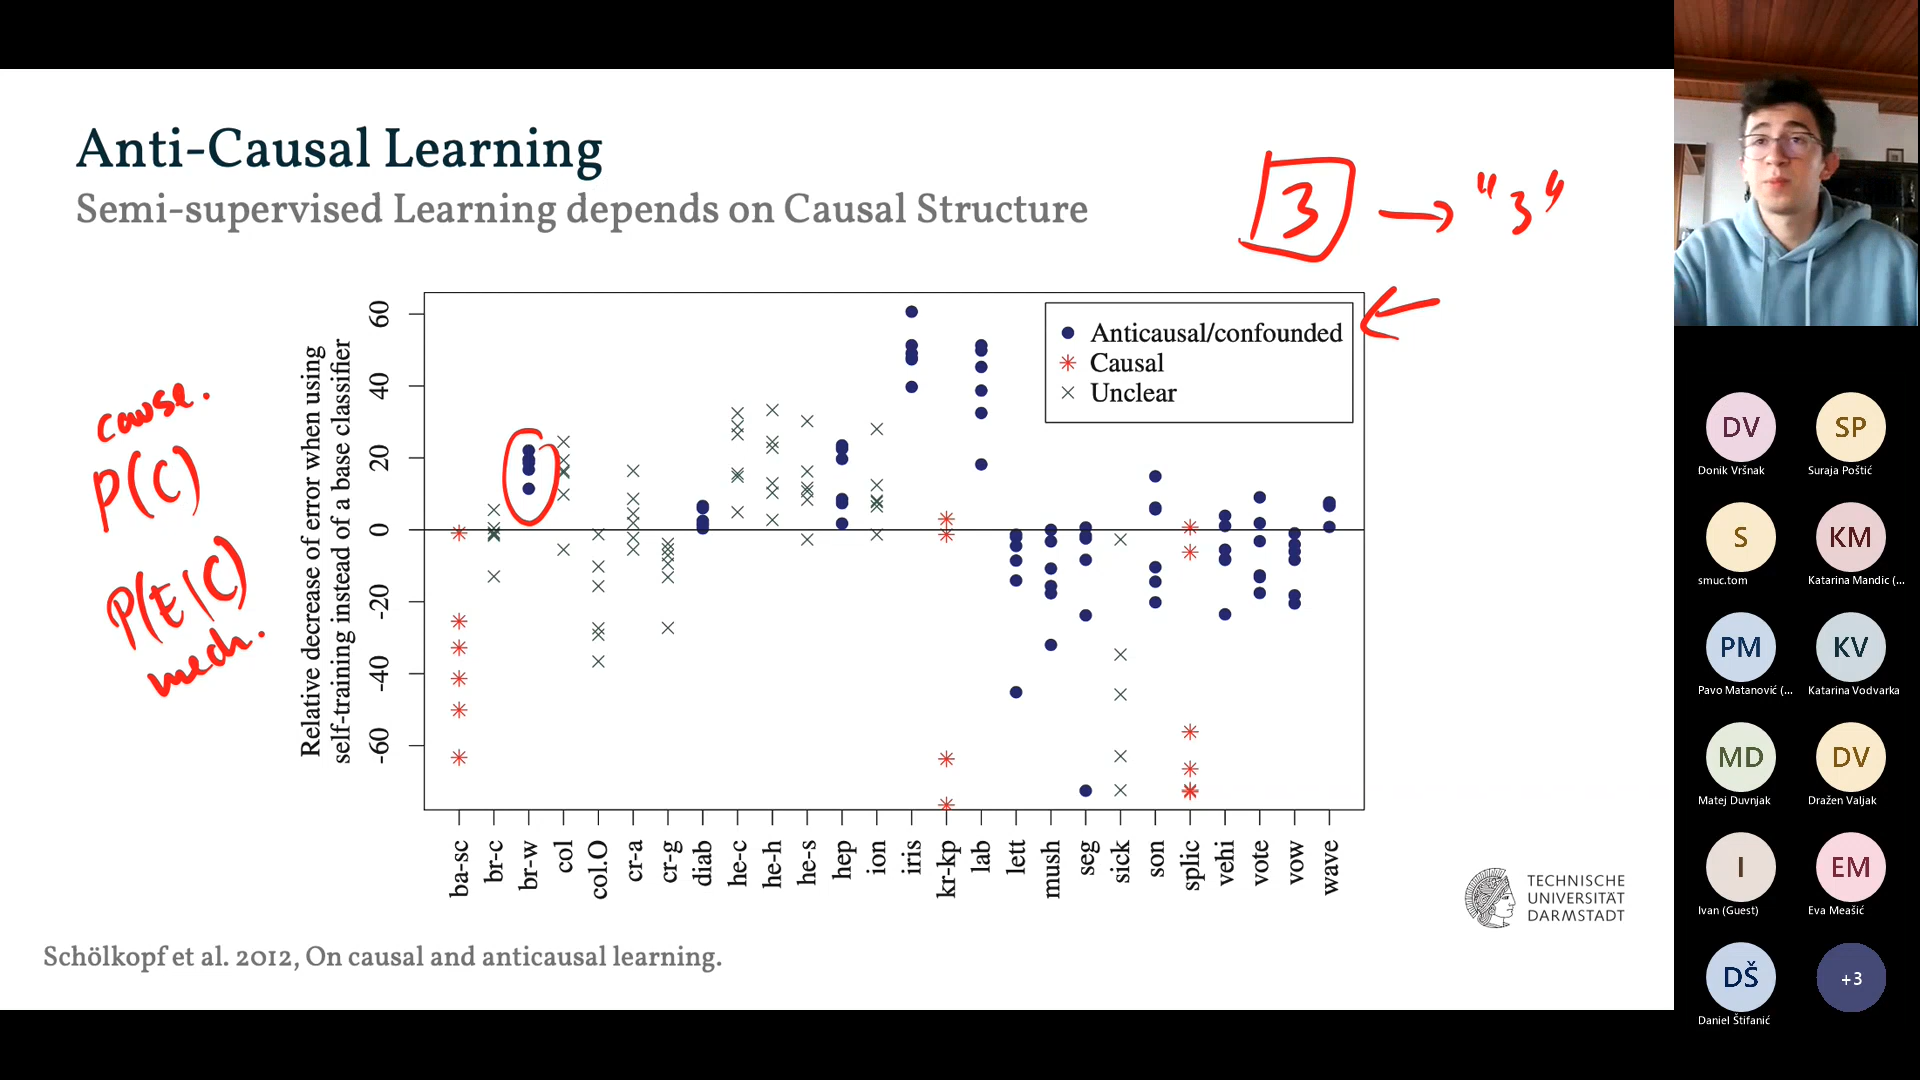 Anti-Causal Learning
Semi-supervised Learning depends on Causal Structure
3 → "3"
cause.
P(C)
P(E|C)
mech.
Relative decrease of error when using
self-training instead of a base classifier
60
40
20
0
-20
-40
-60
Anticausal/confounded
Causal
Unclear
ba-sc
br-c
br-w
col
col.O
cr-a
cr-g
diab
he-c
he-h
he-s
hep
ion
iris
kr-kp
lab
lett
mush
seg
sick
son
splic
vehi
vote
vow
wave
TECHNISCHE
UNIVERSITÄT
DARMSTADT
Schölkopf et al. 2012, On causal and anticausal learning.
DV
Donik Vršnak
SP
Suraja Poštić
S
smuc.tom
KM
Katarina Mandic (...
PM
Pavo Matanović (...
KV
Katarina Vodvarka
MD
Matej Duvnjak
DV
Dražen Valjak
I
Ivan (Guest)
EM
Eva Meašić
DŠ
Daniel Štifanić
+3